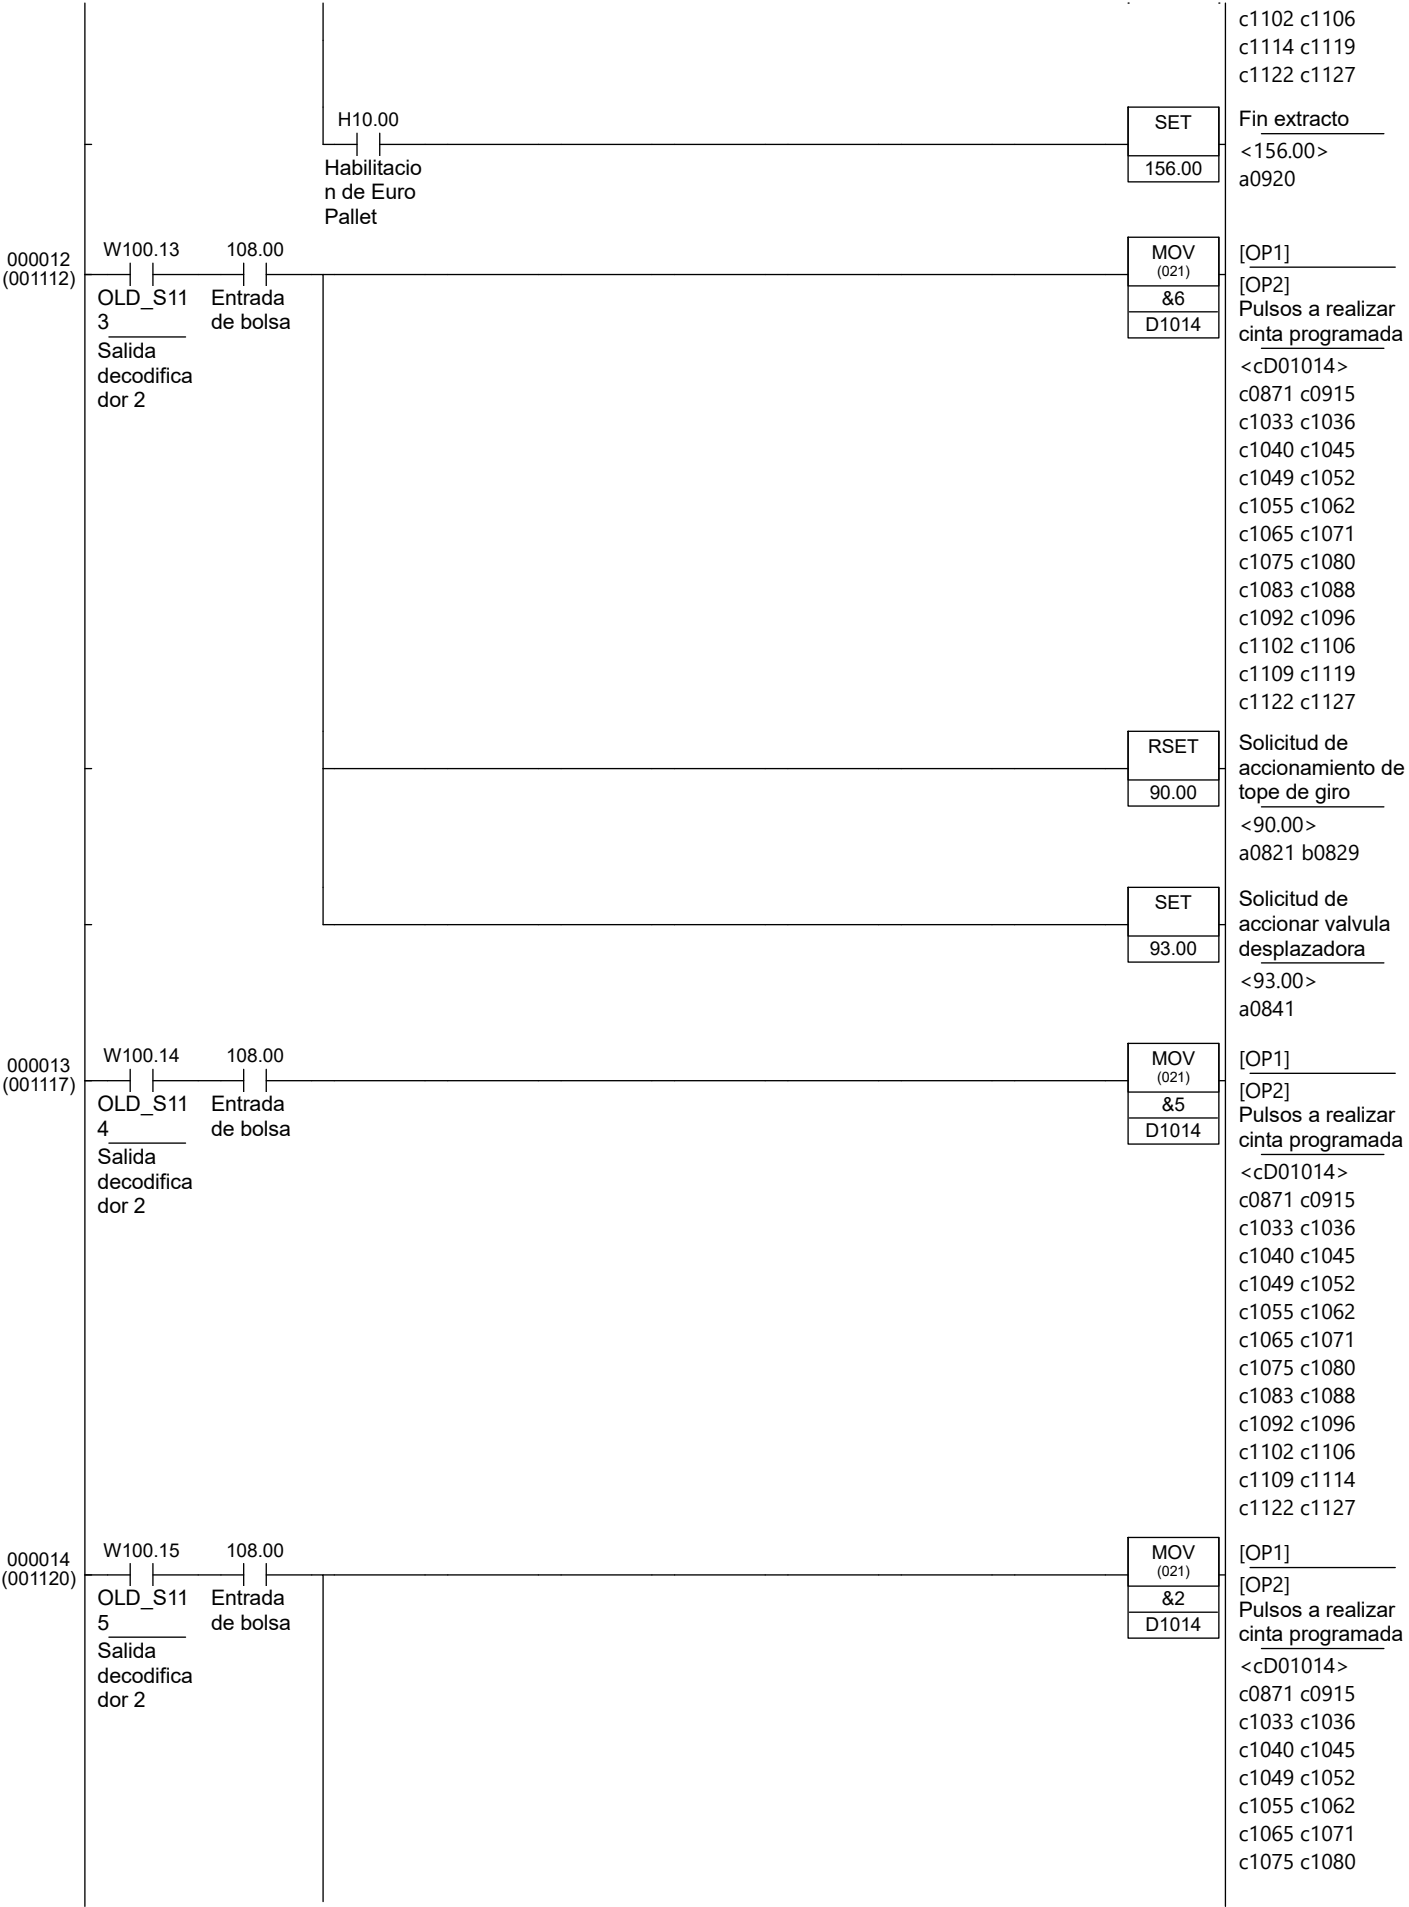 c1102 c1106
c1114 c1119
c1122 c1127
H10.00
Habilitacio
n de Euro
Pallet
SET
156.00
Fin extracto
<156.00>
a0920
000012
(001112)
W100.13
OLD_S11
3
Salida
decodifica
dor 2
108.00
Entrada
de bolsa
MOV
(021)
&6
D1014
[OP1]
[OP2]
Pulsos a realizar
cinta programada
<cD01014>
c0871 c0915
c1033 c1036
c1040 c1045
c1049 c1052
c1055 c1062
c1065 c1071
c1075 c1080
c1083 c1088
c1092 c1096
c1102 c1106
c1109 c1119
c1122 c1127
RSET
90.00
Solicitud de
accionamiento de
tope de giro
<90.00>
a0821 b0829
SET
93.00
Solicitud de
accionar valvula
desplazadora
<93.00>
a0841
000013
(001117)
W100.14
OLD_S11
4
Salida
decodifica
dor 2
108.00
Entrada
de bolsa
MOV
(021)
&5
D1014
[OP1]
[OP2]
Pulsos a realizar
cinta programada
<cD01014>
c0871 c0915
c1033 c1036
c1040 c1045
c1049 c1052
c1055 c1062
c1065 c1071
c1075 c1080
c1083 c1088
c1092 c1096
c1102 c1106
c1109 c1114
c1122 c1127
000014
(001120)
W100.15
OLD_S11
5
Salida
decodifica
dor 2
108.00
Entrada
de bolsa
MOV
(021)
&2
D1014
[OP1]
[OP2]
Pulsos a realizar
cinta programada
<cD01014>
c0871 c0915
c1033 c1036
c1040 c1045
c1049 c1052
c1055 c1062
c1065 c1071
c1075 c1080